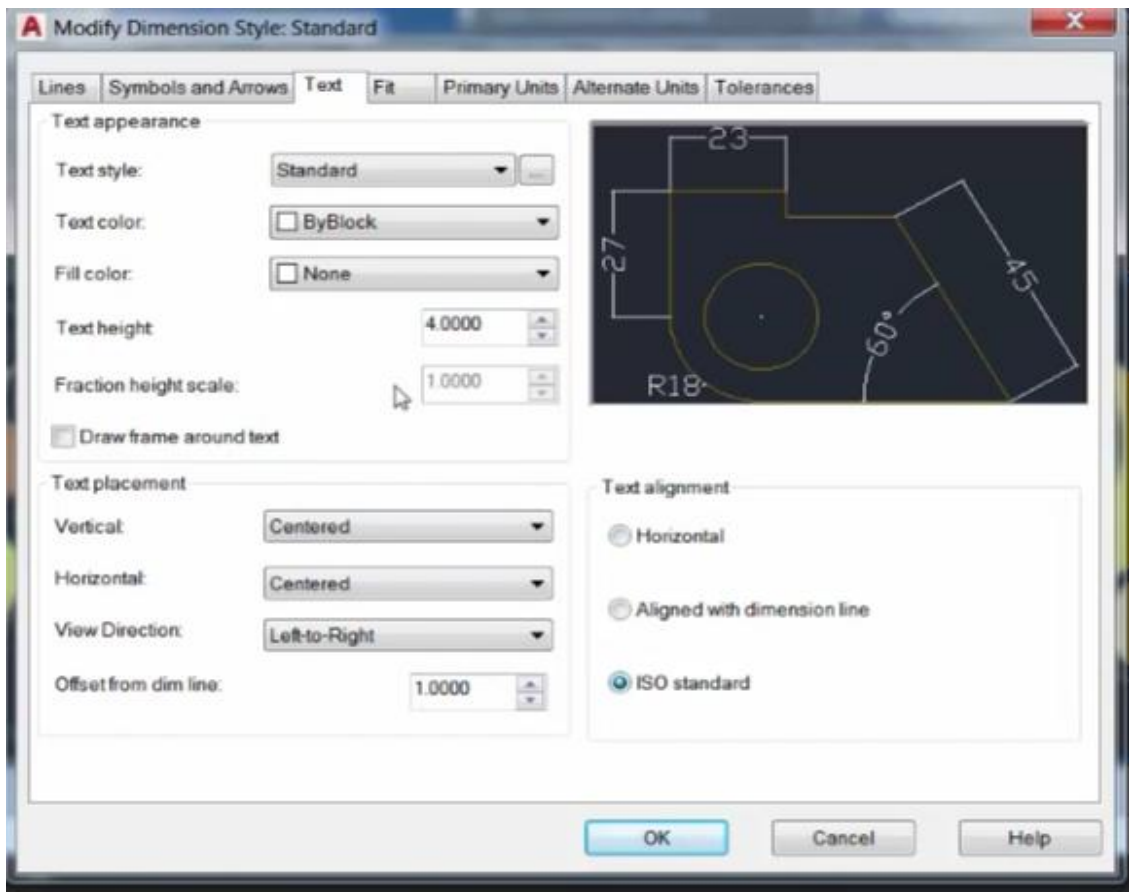 Modify Dimension Style: Standard
X
Lines Symbols and Arrows Text Fit Primary Units Alternate Units Tolerances
Text appearance
Text style: Standard ...
Text color: ByBlock
Fill color: None
Text height: 4.0000
Fraction height scale: 1.0000
Draw frame around text
23
27
45
60°
R18
Text placement
Vertical: Centered
Horizontal: Centered
View Direction: Left-to-Right
Offset from dim line: 1.0000
Text alignment
Horizontal
Aligned with dimension line
ISO standard
OK Cancel Help